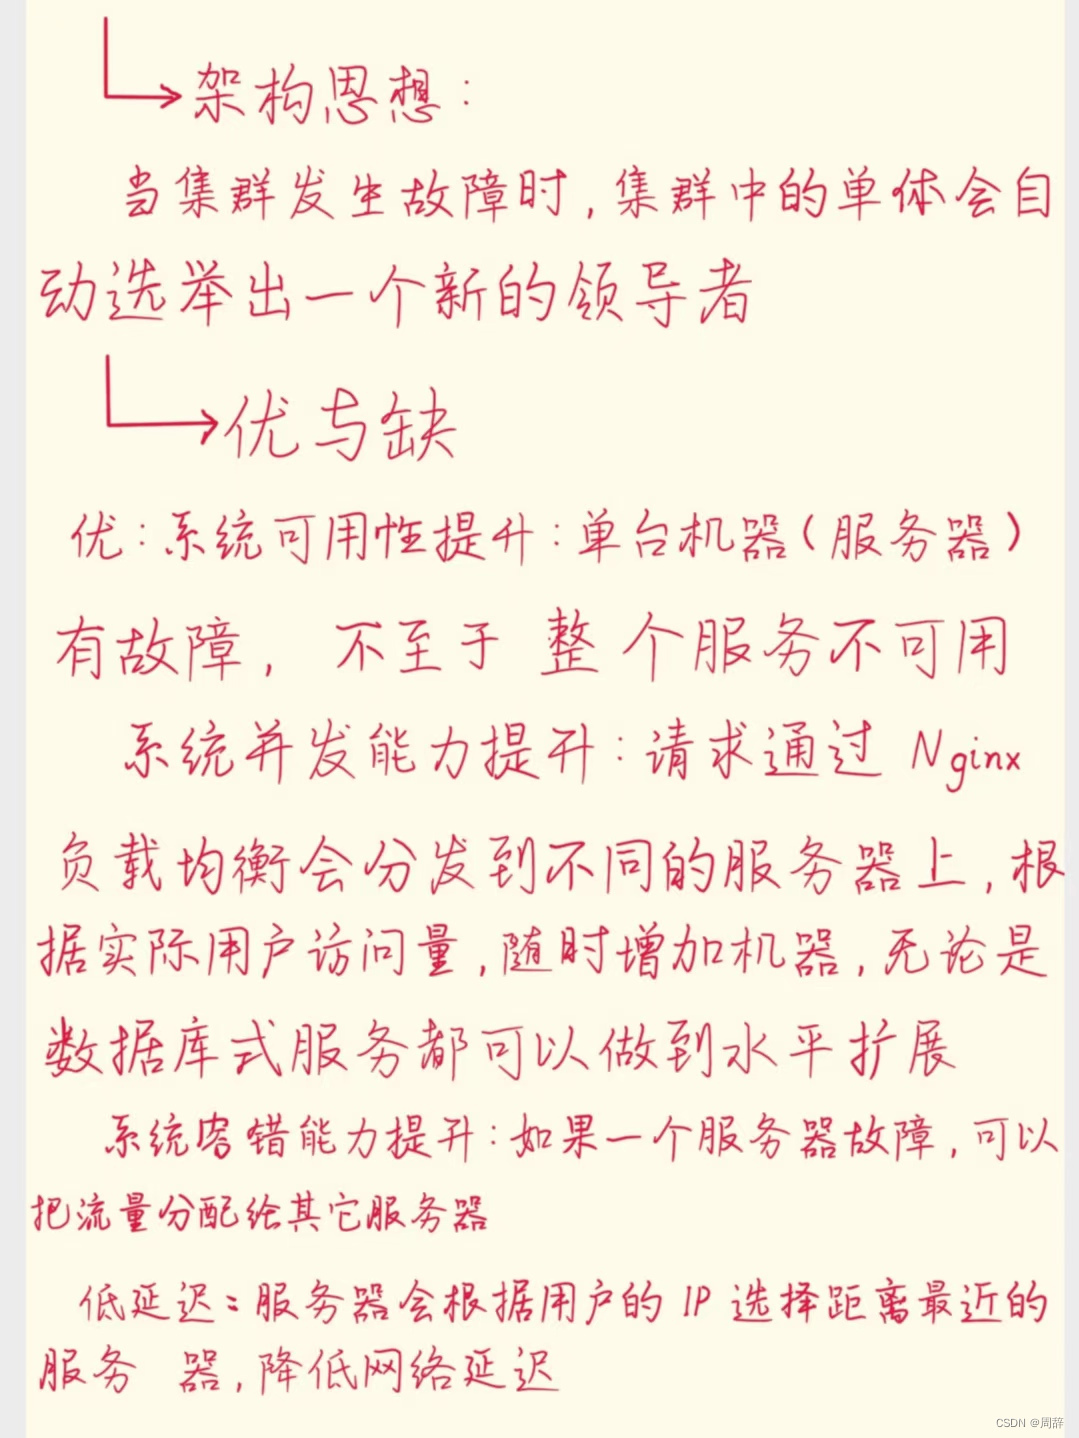 架构思想:
当集群发生故障时,集群中的单体会自
动选举出一个新的领导者
优与缺
优:系统可用性提升:单台机器(服务器)
有故障, 不至于 整个服务不可用
系统并发能力提升:请求通过 Nginx
负载均衡会分发到不同的服务器上,根
据实际用户访问量,随时增加机器,无论是
数据库式服务都可以做到水平扩展
系统容错能力提升:如果一个服务器故障,可以
把流量分配给其它服务器
低延迟:服务器会根据用户的 IP 选择距离最近的
服务 器,降低网络延迟
CSDN @周辞